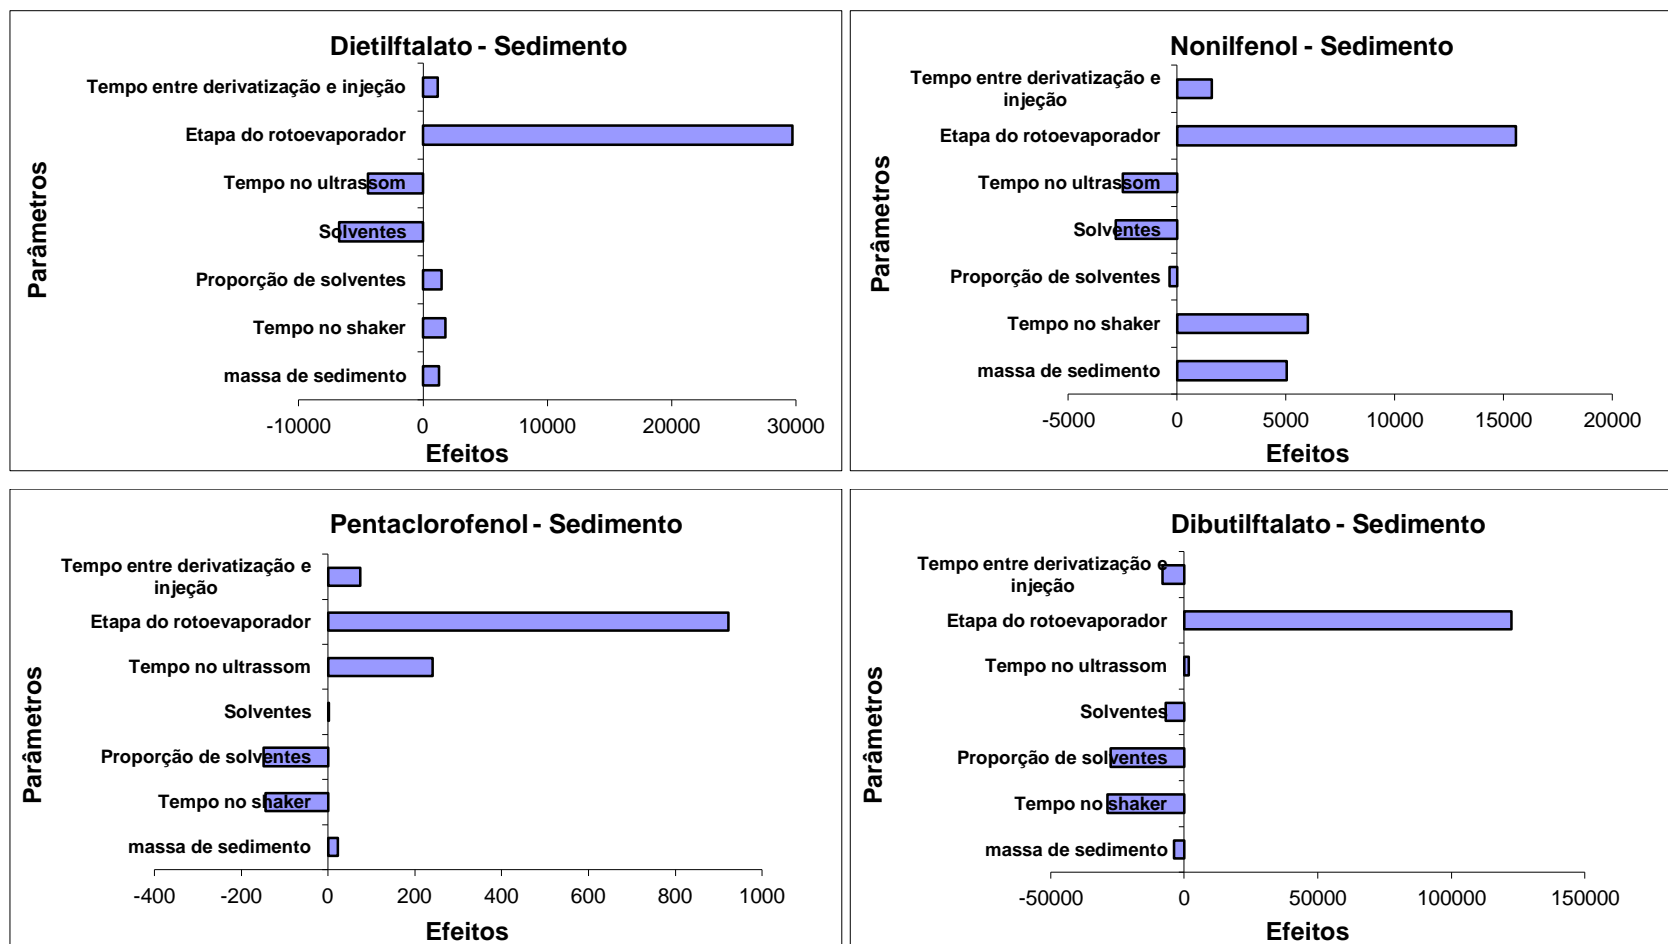 Dietilftalato - Sedimento
Parâmetros
Tempo entre derivatização e injeção
Etapa do rotoevaporador
Tempo no ultrassom
Solventes
Proporção de solventes
Tempo no shaker
massa de sedimento
-10000 0 10000 20000 30000
Efeitos
Nonilfenol - Sedimento
Parâmetros
Tempo entre derivatização e
injeção
Etapa do rotoevaporador
Tempo no ultrassom
Solventes
Proporção de solventes
Tempo no shaker
massa de sedimento
-5000 0 5000 10000 15000 20000
Efeitos
Pentaclorofenol - Sedimento
Parâmetros
Tempo entre derivatização e
injeção
Etapa do rotoevaporador
Tempo no ultrassom
Solventes
Proporção de solventes
Tempo no shaker
massa de sedimento
-400 -200 0 200 400 600 800 1000
Efeitos
Dibutilftalato - Sedimento
Parâmetros
Tempo entre derivatização e
injeção
Etapa do rotoevaporador
Tempo no ultrassom
Solventes
Proporção de solventes
Tempo no shaker
massa de sedimento
-50000 0 50000 100000 150000
Efeitos